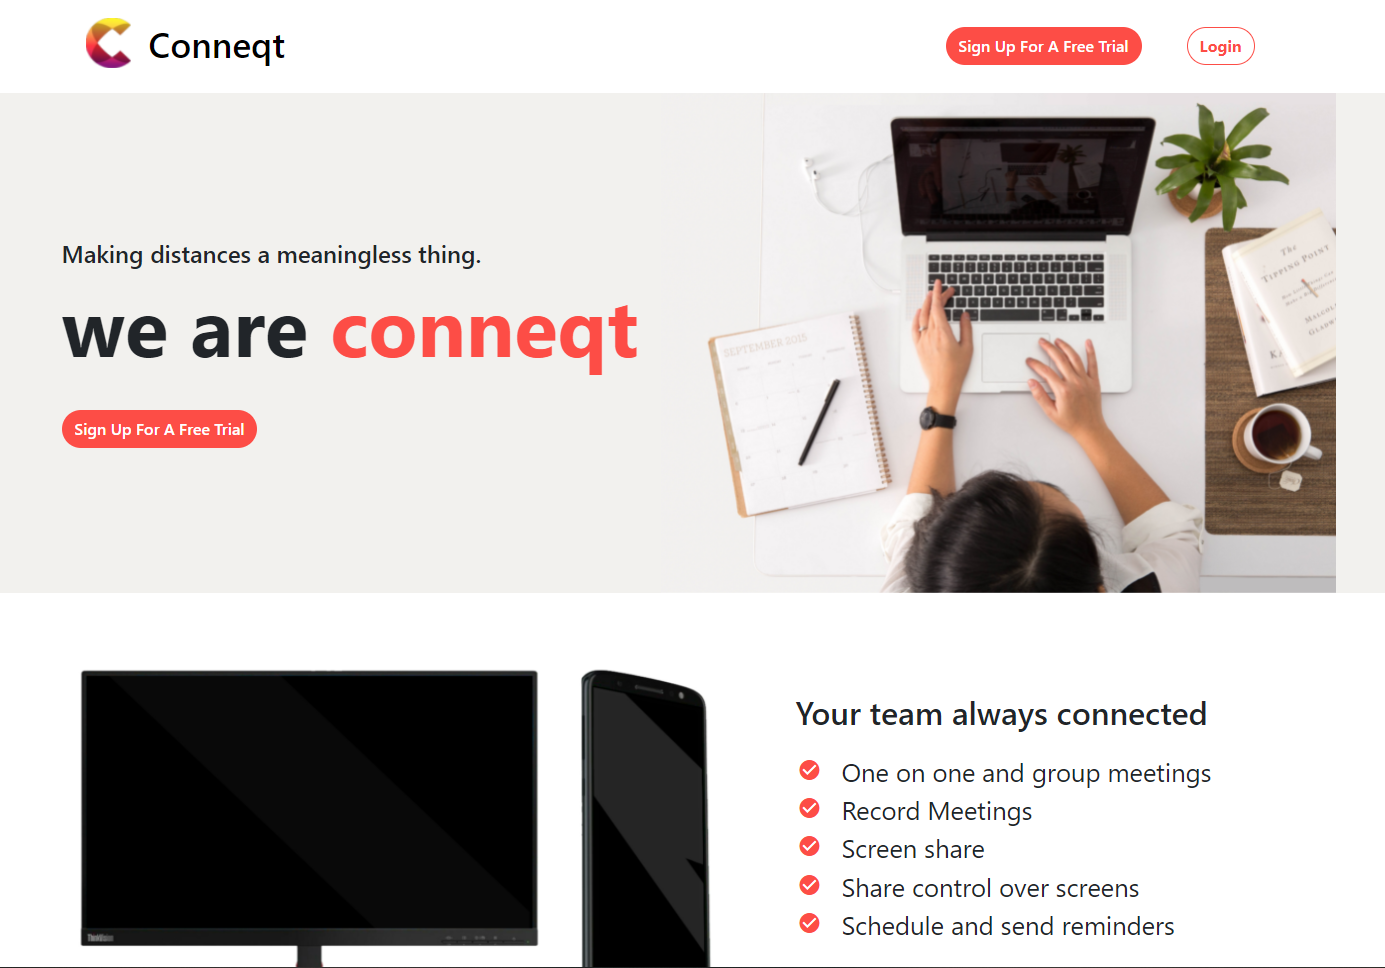 Conneqt
Sign Up For A Free Trial
Login
Making distances a meaningless thing.
we are conneqt
Sign Up For A Free Trial
SEPTEMBER 2015
The
TIPPING POINT
Your team always connected
One on one and group meetings
Record Meetings
Screen share
Share control over screens
Schedule and send reminders
ThinkVision